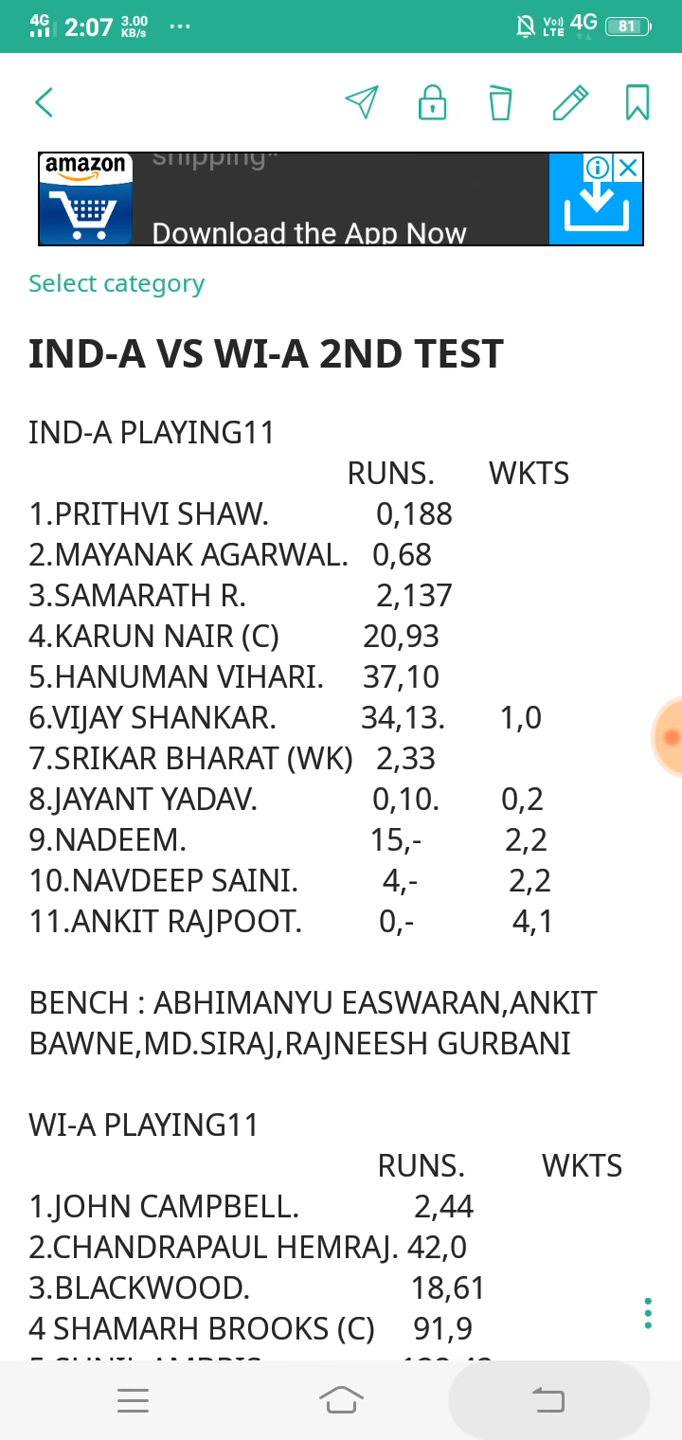 4G 2:07 3.00 KB/s ... Vo) LTE 4G 81
amazon shipping*
Download the App Now
Select category
IND-A VS WI-A 2ND TEST
IND-A PLAYING11
RUNS. WKTS
1.PRITHVI SHAW. 0,188
2.MAYANAK AGARWAL. 0,68
3.SAMARATH R. 2,137
4.KARUN NAIR (C) 20,93
5.HANUMAN VIHARI. 37,10
6.VIJAY SHANKAR. 34,13. 1,0
7.SRIKAR BHARAT (WK) 2,33
8.JAYANT YADAV. 0,10. 0,2
9.NADEEM. 15,- 2,2
10.NAVDEEP SAINI. 4,- 2,2
11.ANKIT RAJPOOT. 0,- 4,1
BENCH : ABHIMANYU EASWARAN,ANKIT
BAWNE,MD.SIRAJ,RAJNEESH GURBANI
WI-A PLAYING11
RUNS. WKTS
1.JOHN CAMPBELL. 2,44
2.CHANDRAPAUL HEMRAJ. 42,0
3.BLACKWOOD. 18,61
4 SHAMARH BROOKS (C) 91,9